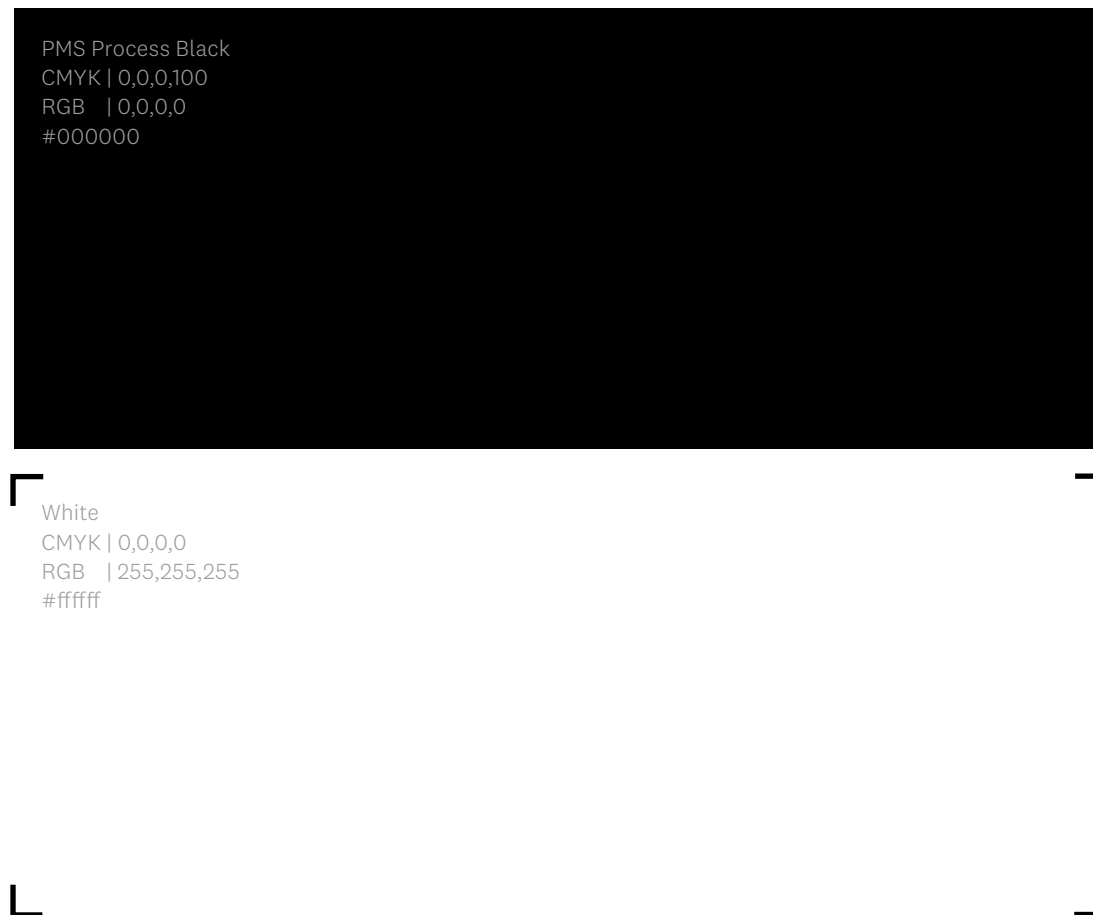 PMS Process Black
CMYK | 0,0,0,100
RGB | 0,0,0,0
#000000
White
CMYK | 0,0,0,0
RGB | 255,255,255
#ffffff